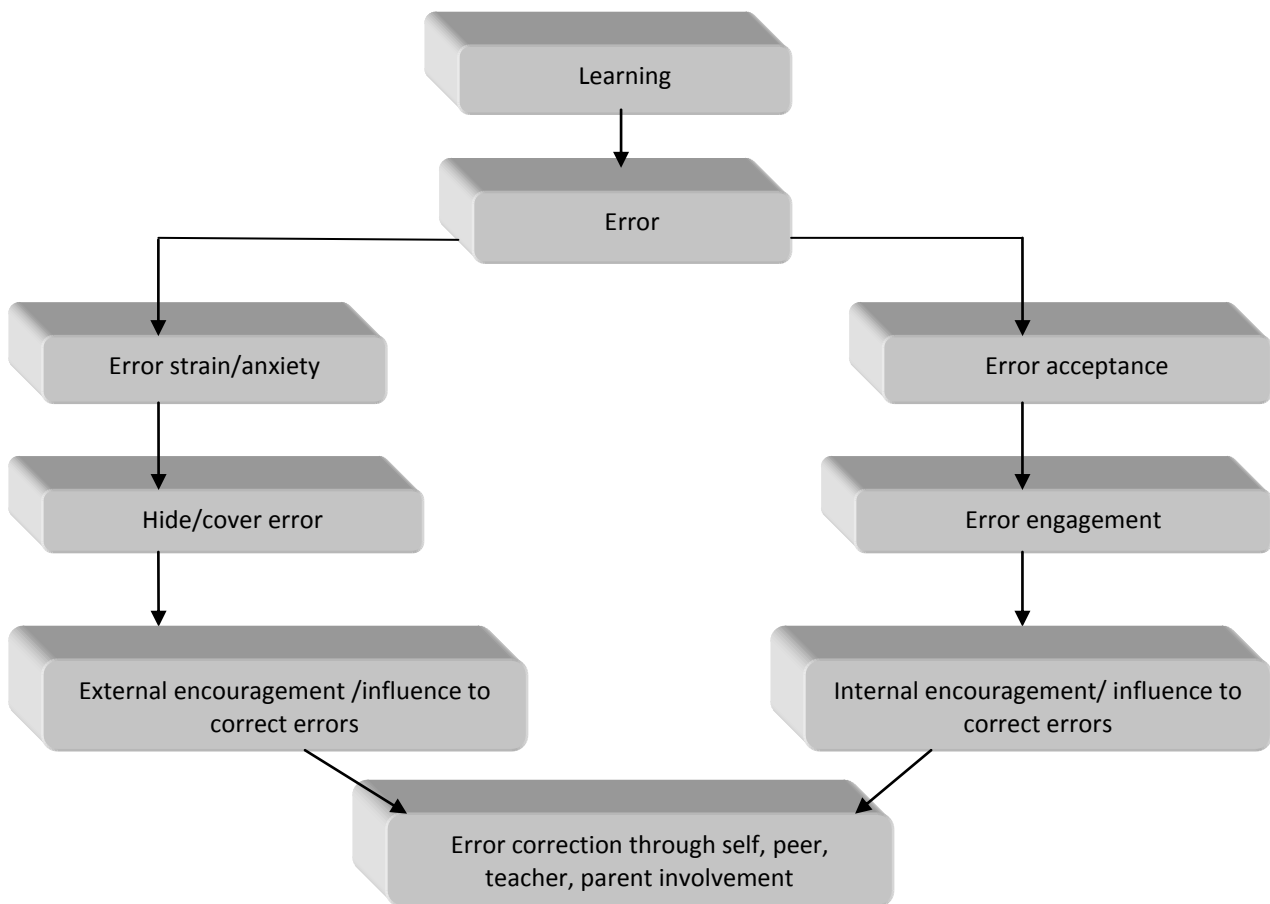 Learning
Error
Error strain/anxiety
Error acceptance
Hide/cover error
Error engagement
External encouragement /influence to
correct errors
Internal encouragement/ influence to
correct errors
Error correction through self, peer,
teacher, parent involvement